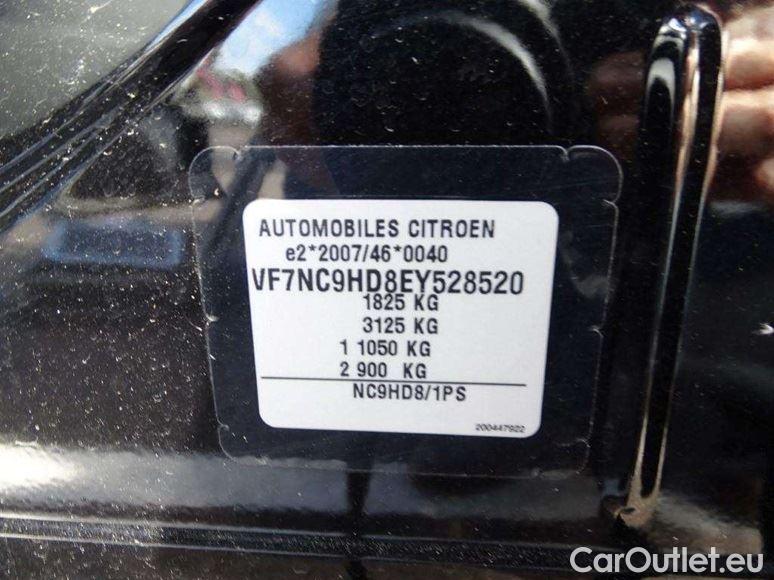 AUTOMOBILES CITROEN
e2*2007/46*0040
VF7NC9HD8EY528520
1825 KG
3125 KG
1 1050 KG
2 900 KG
NC9HD8/1PS
200447922
CarOutlet.eu